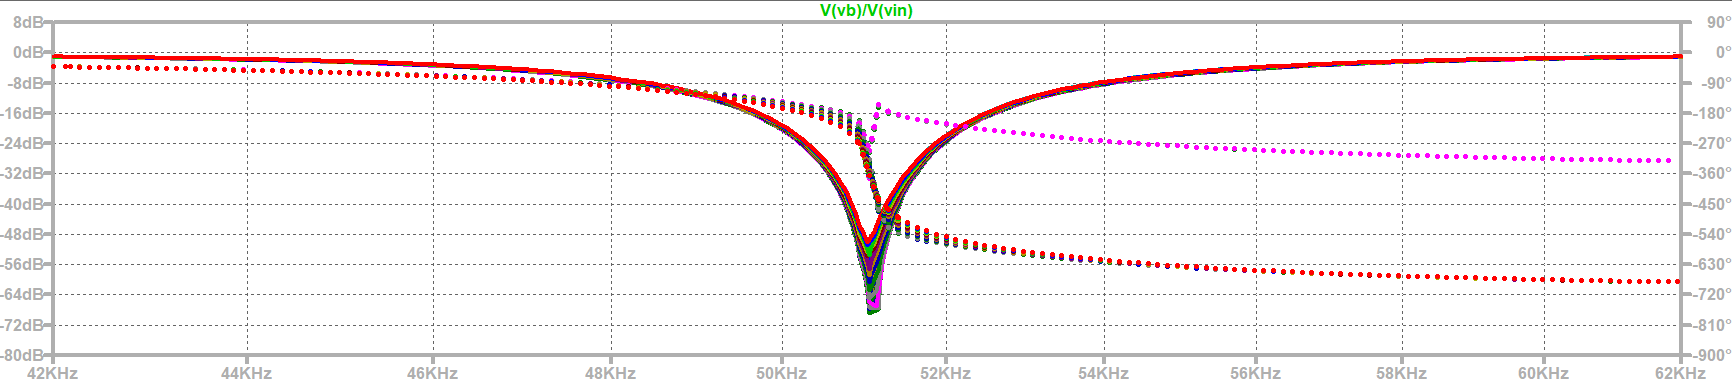 V(vb)/V(vin)
8dB 90°
0dB 0°
-8dB -90°
-16dB -180°
-24dB -270°
-32dB -360°
-40dB -450°
-48dB -540°
-56dB -630°
-64dB -720°
-72dB -810°
-80dB -900°
42KHz 44KHz 46KHz 48KHz 50KHz 52KHz 54KHz 56KHz 58KHz 60KHz 62KHz